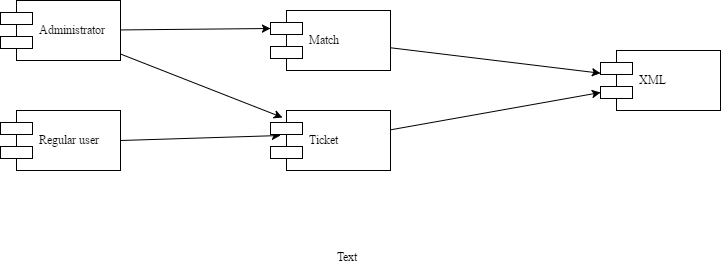 Administrator
Match
XML
Regular user
Ticket
Text